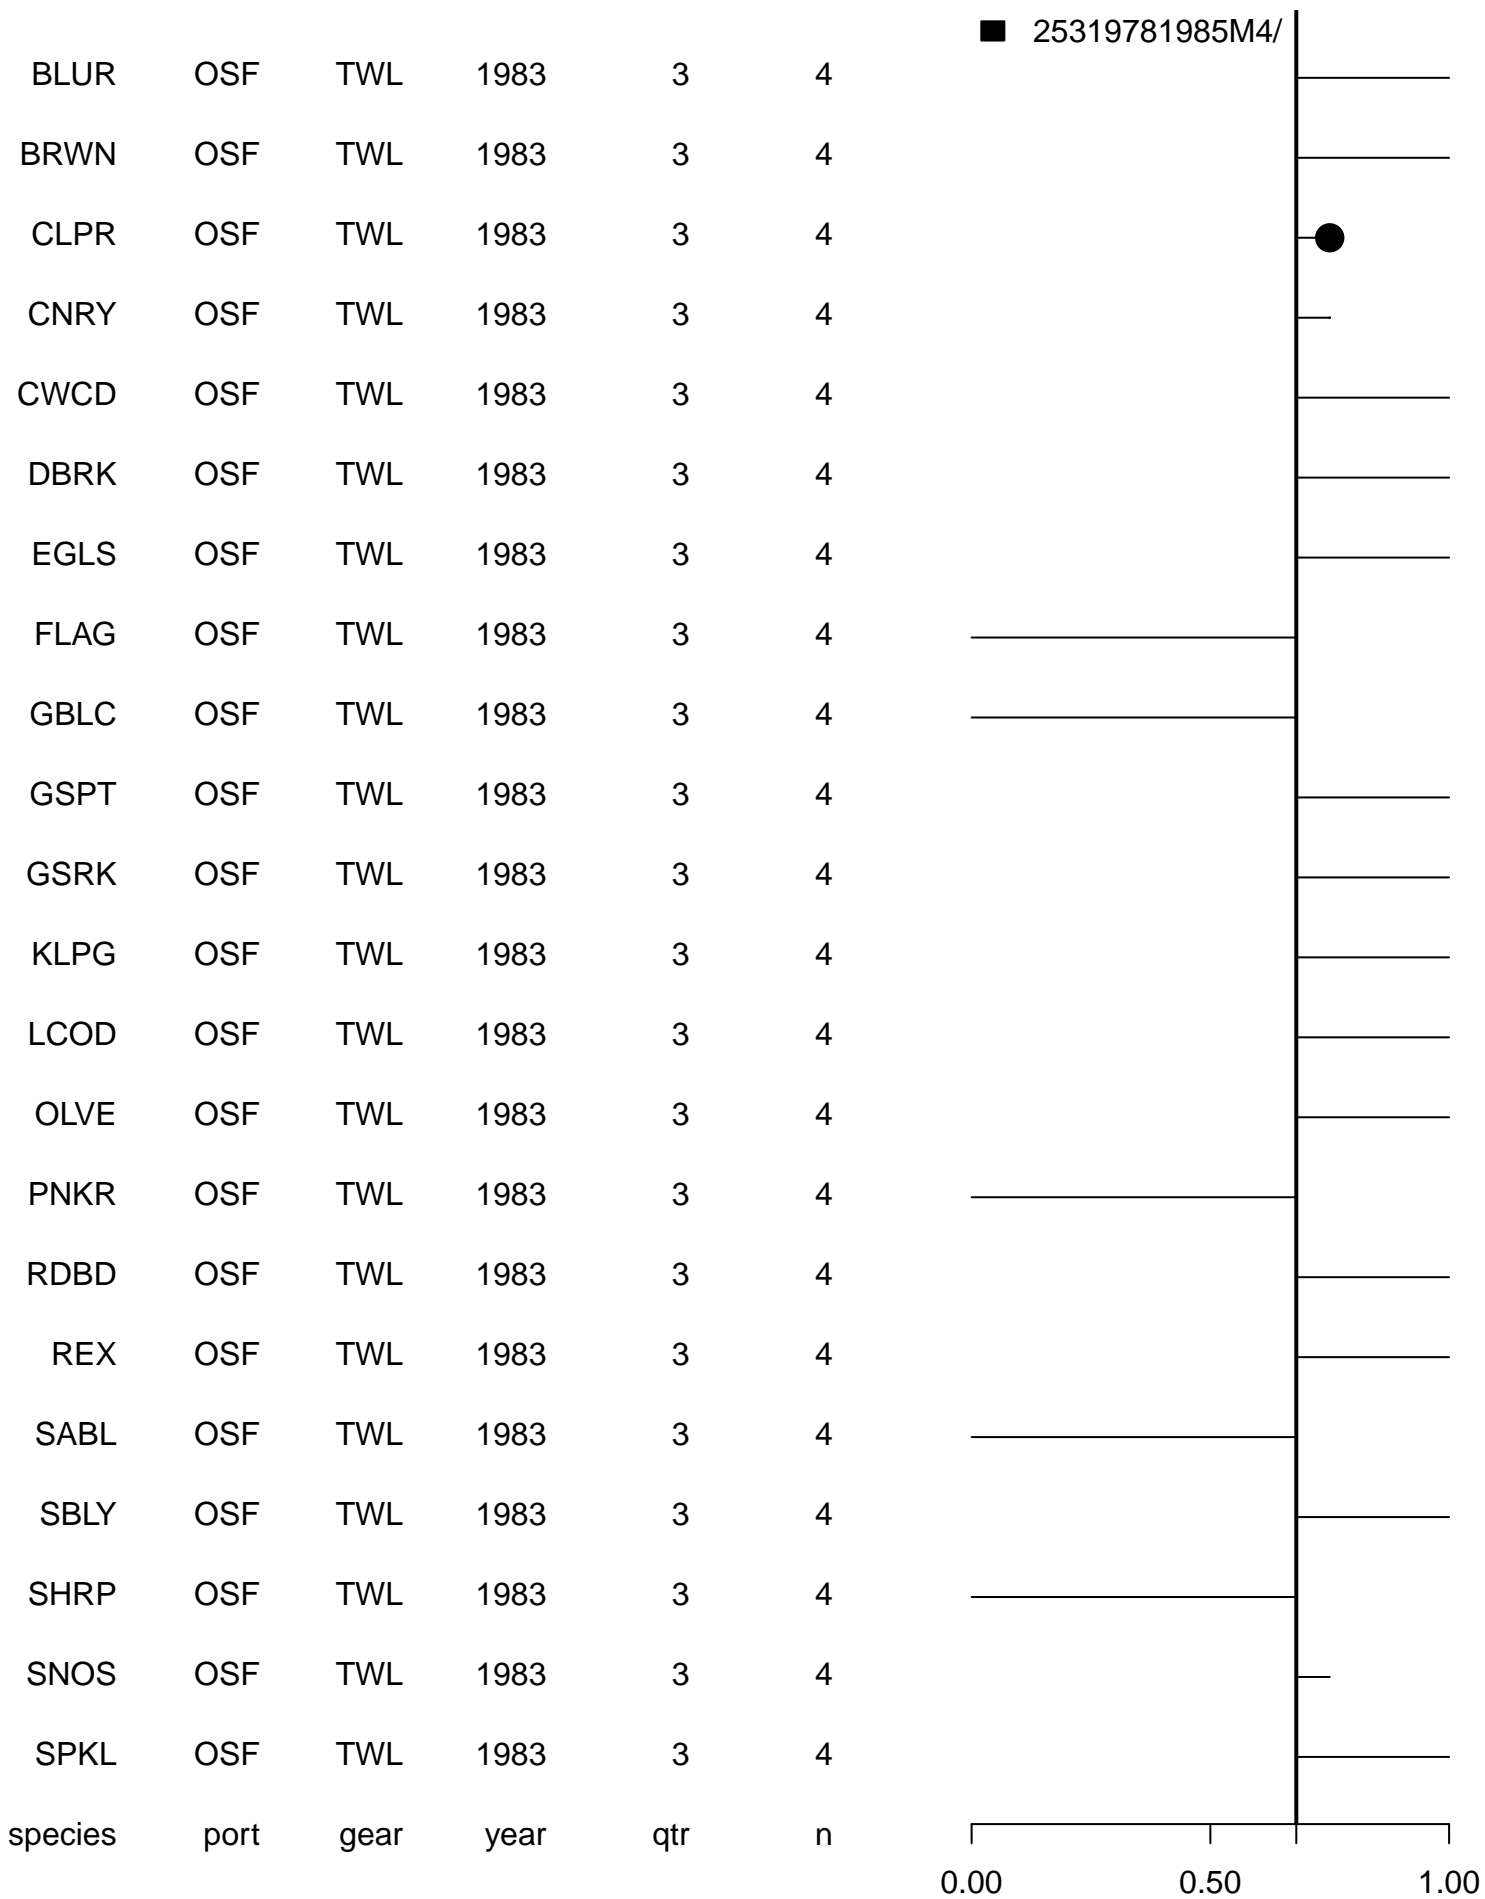 25319781985M4/
BLUR OSF TWL 1983 3 4
BRWN OSF TWL 1983 3 4
CLPR OSF TWL 1983 3 4
CNRY OSF TWL 1983 3 4
CWCD OSF TWL 1983 3 4
DBRK OSF TWL 1983 3 4
EGLS OSF TWL 1983 3 4
FLAG OSF TWL 1983 3 4
GBLC OSF TWL 1983 3 4
GSPT OSF TWL 1983 3 4
GSRK OSF TWL 1983 3 4
KLPG OSF TWL 1983 3 4
LCOD OSF TWL 1983 3 4
OLVE OSF TWL 1983 3 4
PNKR OSF TWL 1983 3 4
RDBD OSF TWL 1983 3 4
REX OSF TWL 1983 3 4
SABL OSF TWL 1983 3 4
SBLY OSF TWL 1983 3 4
SHRP OSF TWL 1983 3 4
SNOS OSF TWL 1983 3 4
SPKL OSF TWL 1983 3 4
species port gear year qtr n
0.00 0.50 1.00